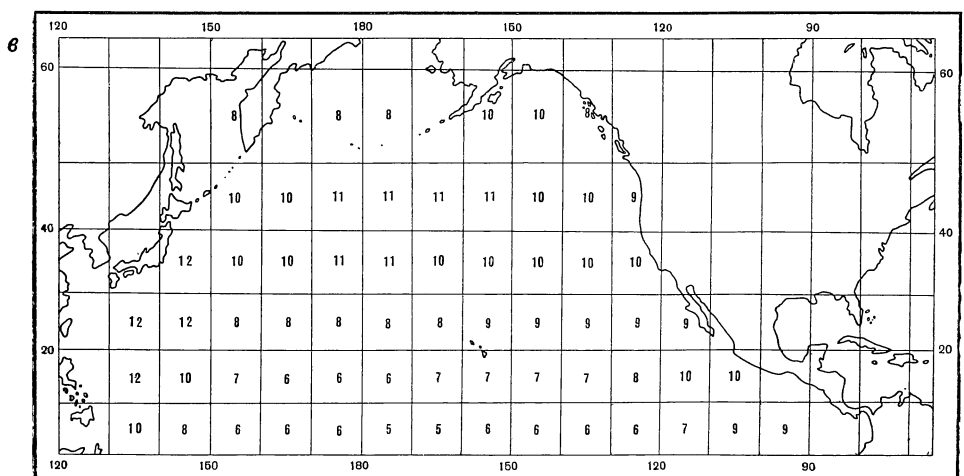 в
120 150 180 150 120 90
60 60
8 8 8 10 10 8
10 10 11 11 11 11 10 10 9
40 40
12 10 10 11 11 10 10 10 10 10
12 12 8 8 8 8 8 9 9 9 9 9 9
20 20
12 10 7 6 6 6 7 7 7 7 8 10 10
10 8 6 6 6 5 5 6 6 6 6 7 9 9
120 150 180 150 120 90